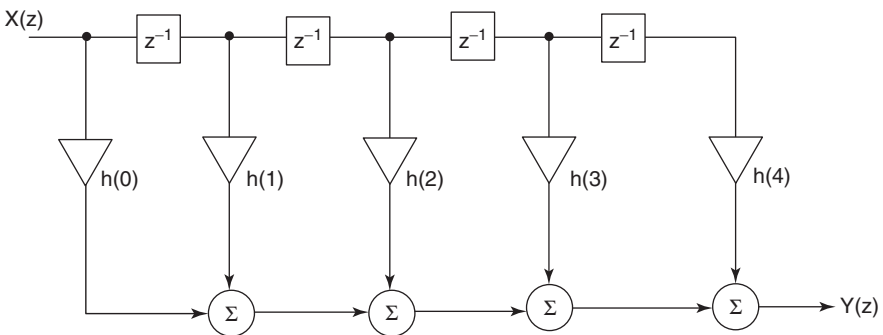 X(z)
z⁻¹ z⁻¹ z⁻¹ z⁻¹
h(0) h(1) h(2) h(3) h(4)
Σ Σ Σ Σ Y(z)